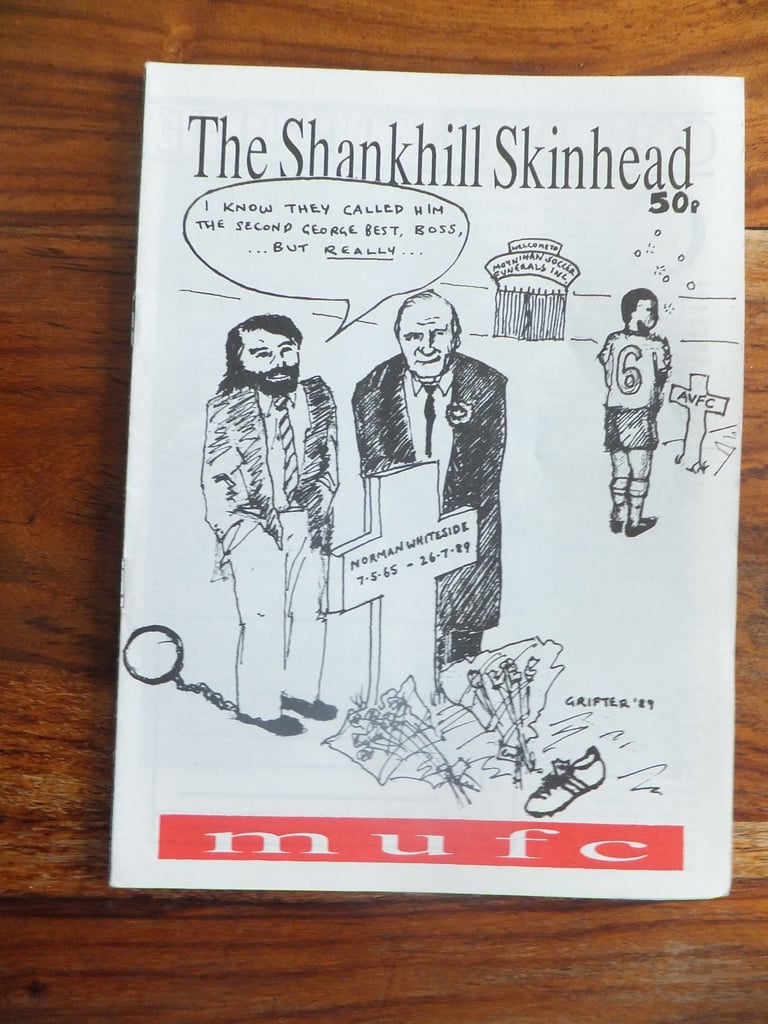 The Shankhill Skinhead
50p
I KNOW THEY CALLED HIM
THE SECOND GEORGE BEST, BOSS,
...BUT REALLY...
WELCOME TO
MOYNIHAN SOCCER
FUNERALS INC.
6
AVFC
NORMAN WHITESIDE
7.5.65 - 26.7.89
GRIFTER '89
mufc